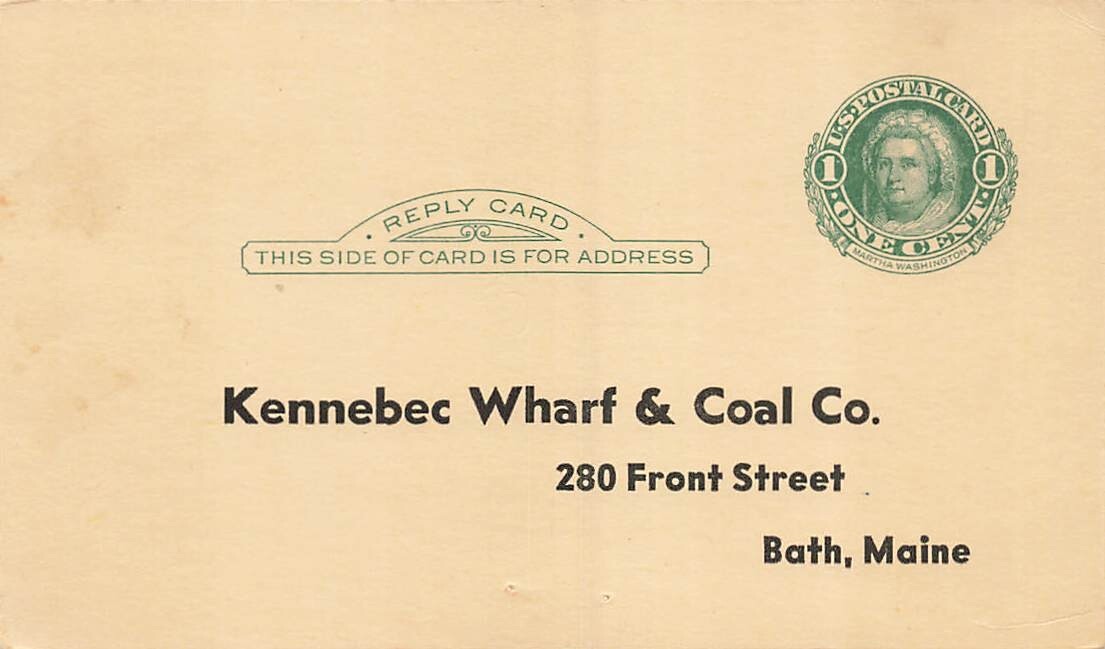 U·S·POSTAL CARD
1 1
·ONE CENT·
MARTHA WASHINGTON
· REPLY CARD ·
THIS SIDE OF CARD IS FOR ADDRESS
Kennebec Wharf & Coal Co.
280 Front Street
Bath, Maine